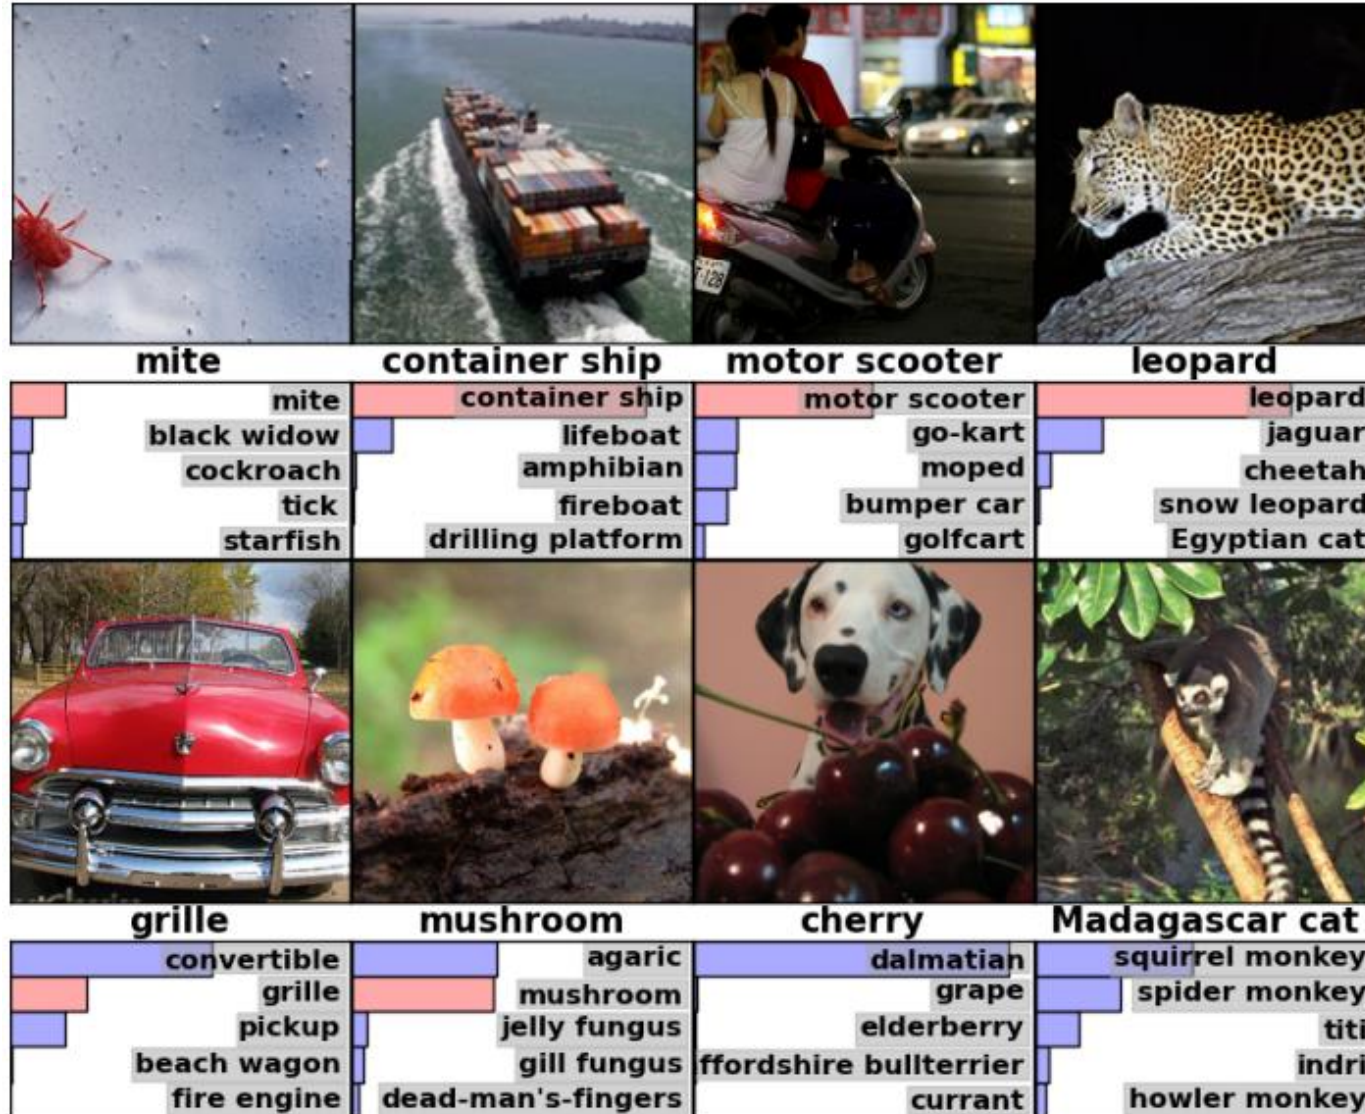 mite
container ship
motor scooter
leopard
mite
black widow
cockroach
tick
starfish
container ship
lifeboat
amphibian
fireboat
drilling platform
motor scooter
go-kart
moped
bumper car
golfcart
leopard
jaguar
cheetah
snow leopard
Egyptian cat
grille
mushroom
cherry
Madagascar cat
convertible
grille
pickup
beach wagon
fire engine
agaric
mushroom
jelly fungus
gill fungus
dead-man's-fingers
dalmatian
grape
elderberry
ffordshire bullterrier
currant
squirrel monkey
spider monkey
titi
indri
howler monkey